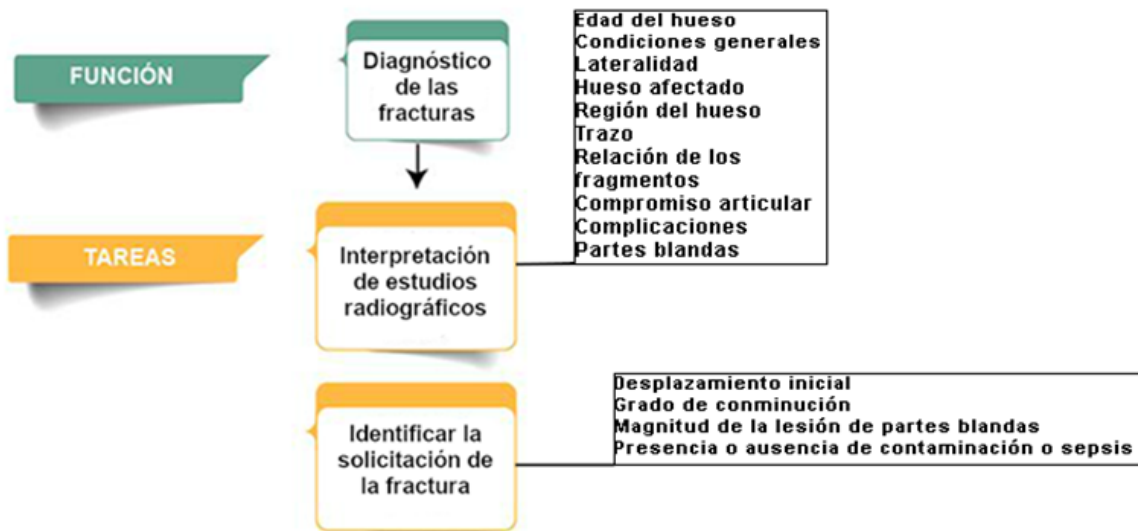 FUNCIÓN
Diagnóstico
de las
fracturas
Edad del hueso
Condiciones generales
Lateralidad
Hueso afectado
Región del hueso
Trazo
Relación de los
fragmentos
Compromiso articular
Complicaciones
Partes blandas
TAREAS
Interpretación
de estudios
radiográficos
Identificar la
solicitación de
la fractura
Desplazamiento inicial
Grado de conminución
Magnitud de la lesión de partes blandas
Presencia o ausencia de contaminación o sepsis